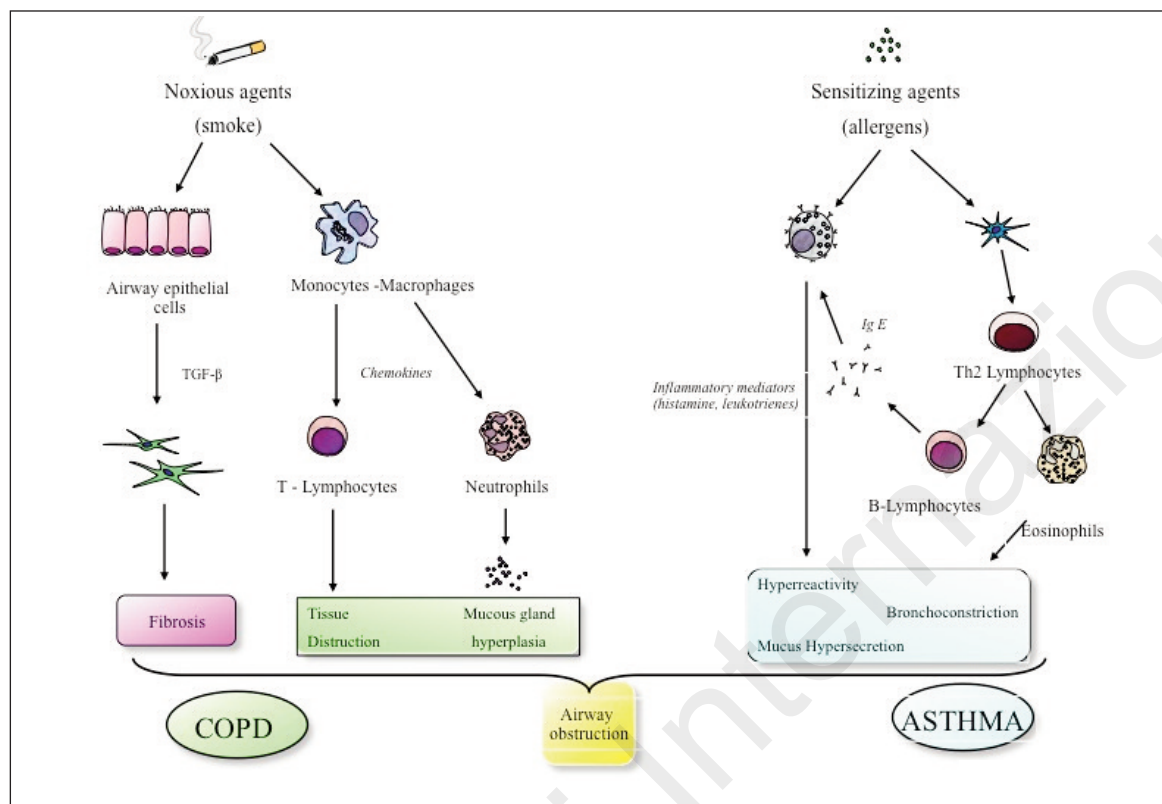 Noxious agents
(smoke)
Sensitizing agents
(allergens)
Airway epithelial
cells
Monocytes -Macrophages
TGF-β
Chemokines
Ig E
Th2 Lymphocytes
Inflammatory mediators
(histamine, leukotrienes)
T - Lymphocytes
Neutrophils
B-Lymphocytes
Eosinophils
Fibrosis
Tissue
Distruction
Mucous gland
hyperplasia
Hyperreactivity
Bronchoconstriction
Mucus Hypersecretion
COPD
Airway
obstruction
ASTHMA